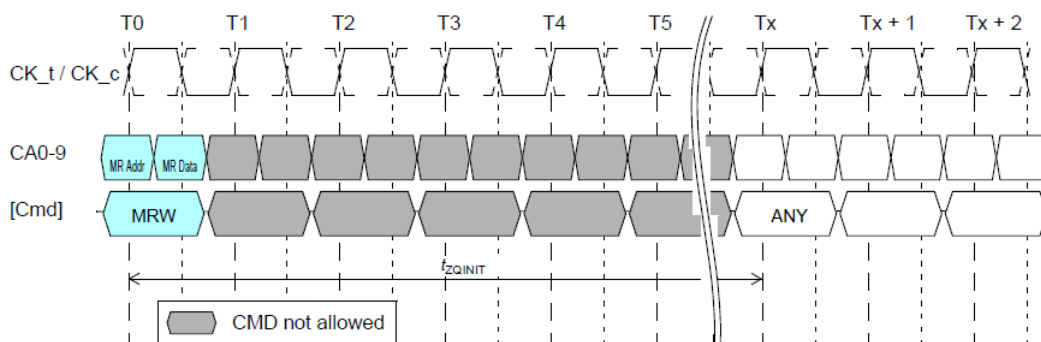 T0 T1 T2 T3 T4 T5 Tx Tx + 1 Tx + 2
CK_t / CK_c
CA0-9 MR Addr MR Data
[Cmd] MRW ANY
tZQINIT
CMD not allowed